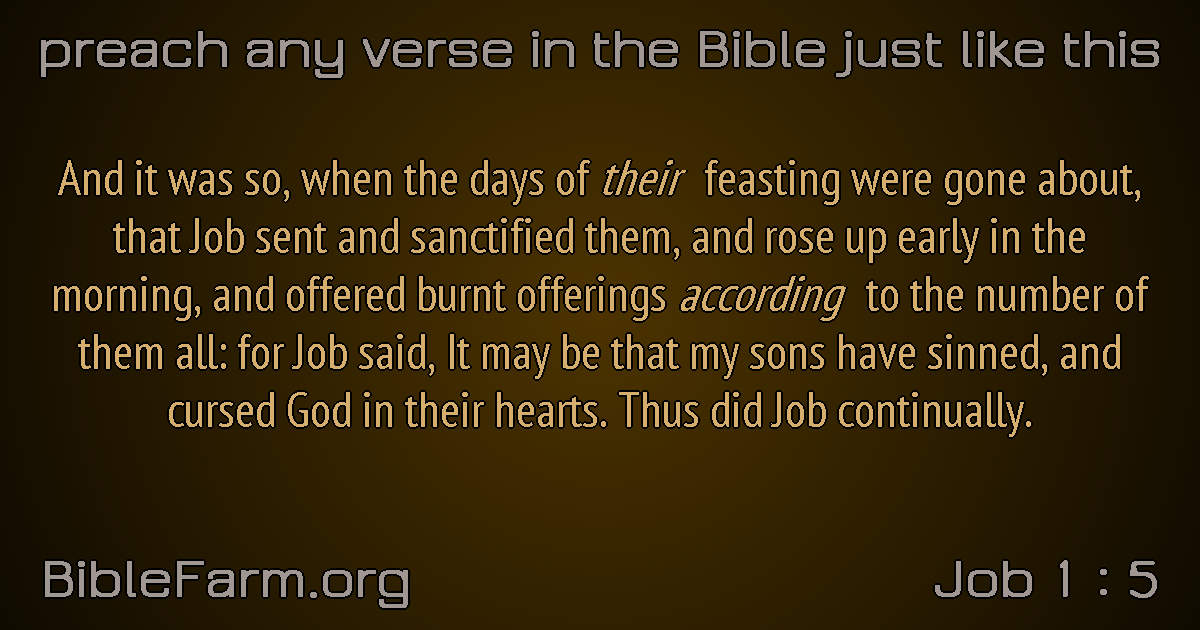 preach any verse in the Bible just like this
And it was so, when the days of their feasting were gone about,
that Job sent and sanctified them, and rose up early in the
morning, and offered burnt offerings according to the number of
them all: for Job said, It may be that my sons have sinned, and
cursed God in their hearts. Thus did Job continually.
BibleFarm.org
Job 1 : 5